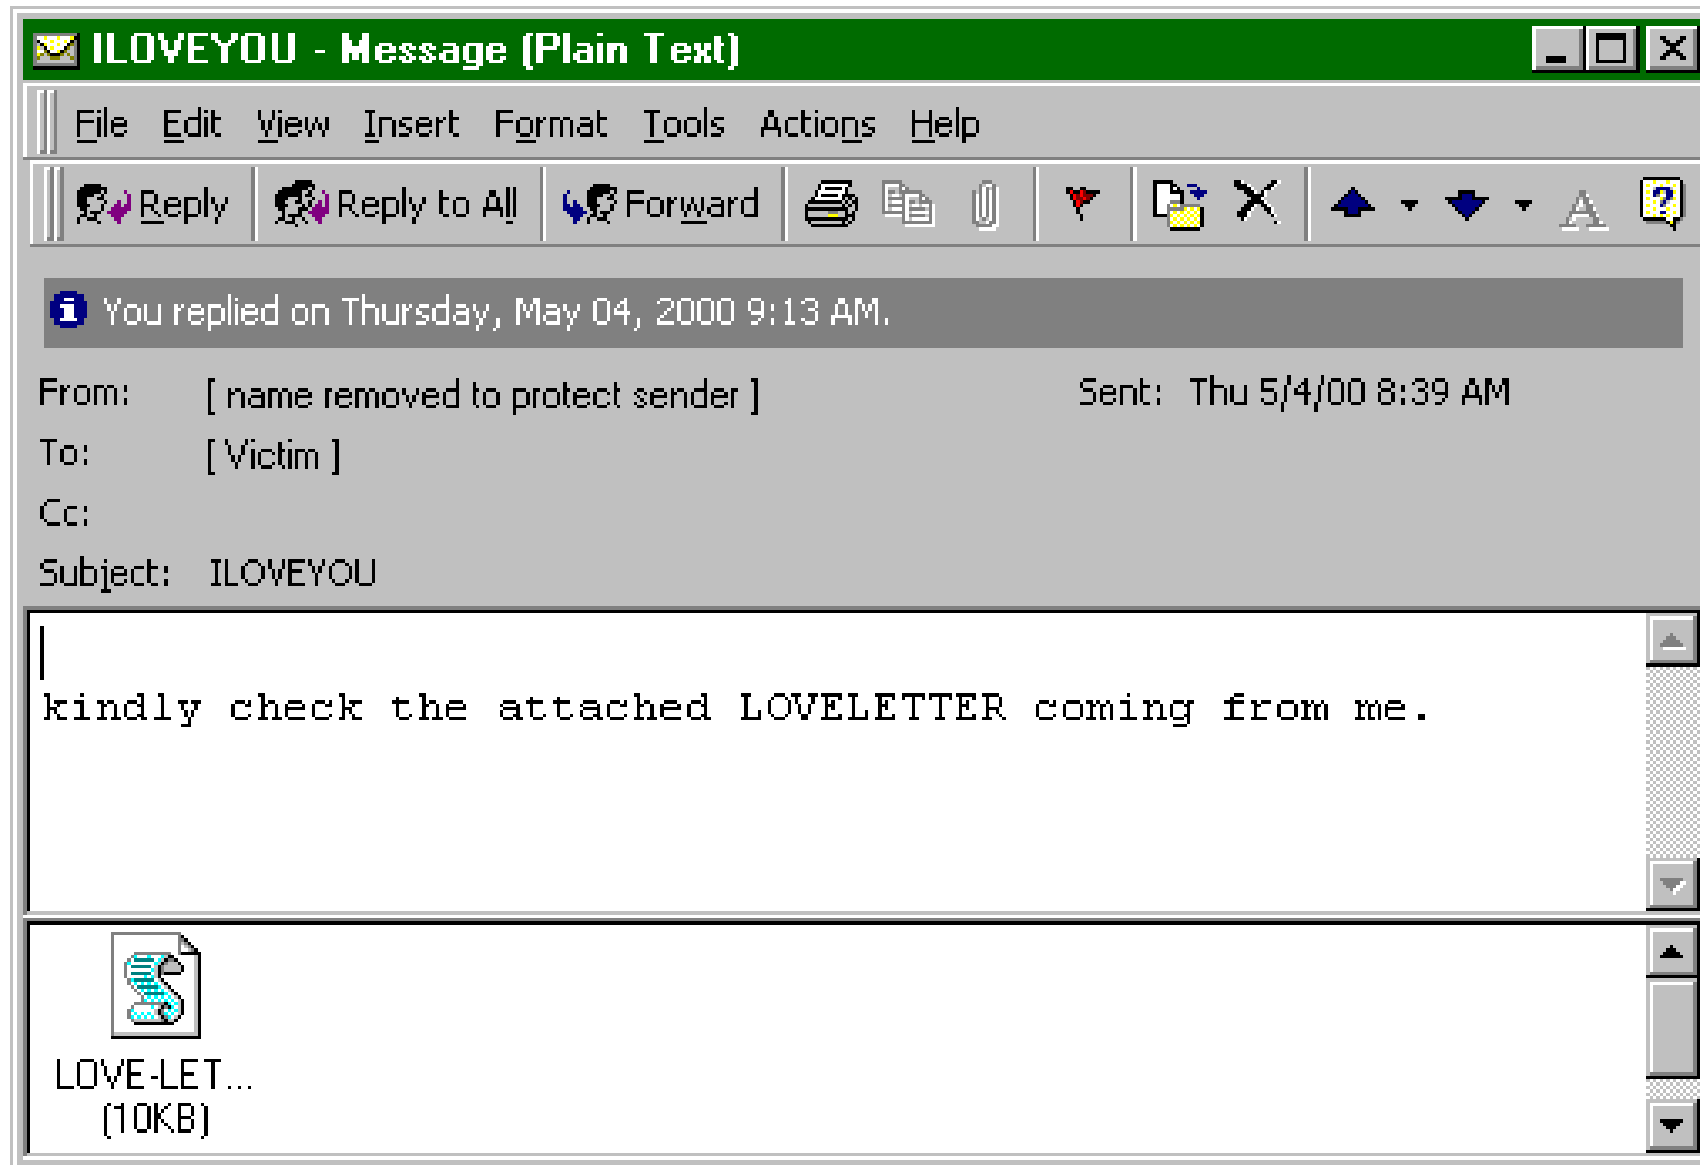 ILOVEYOU - Message (Plain Text)
File Edit View Insert Format Tools Actions Help
Reply Reply to All Forward A ?
i You replied on Thursday, May 04, 2000 9:13 AM.
From: [ name removed to protect sender ] Sent: Thu 5/4/00 8:39 AM
To: [ Victim ]
Cc:
Subject: ILOVEYOU
kindly check the attached LOVELETTER coming from me.
LOVE-LET...
(10KB)